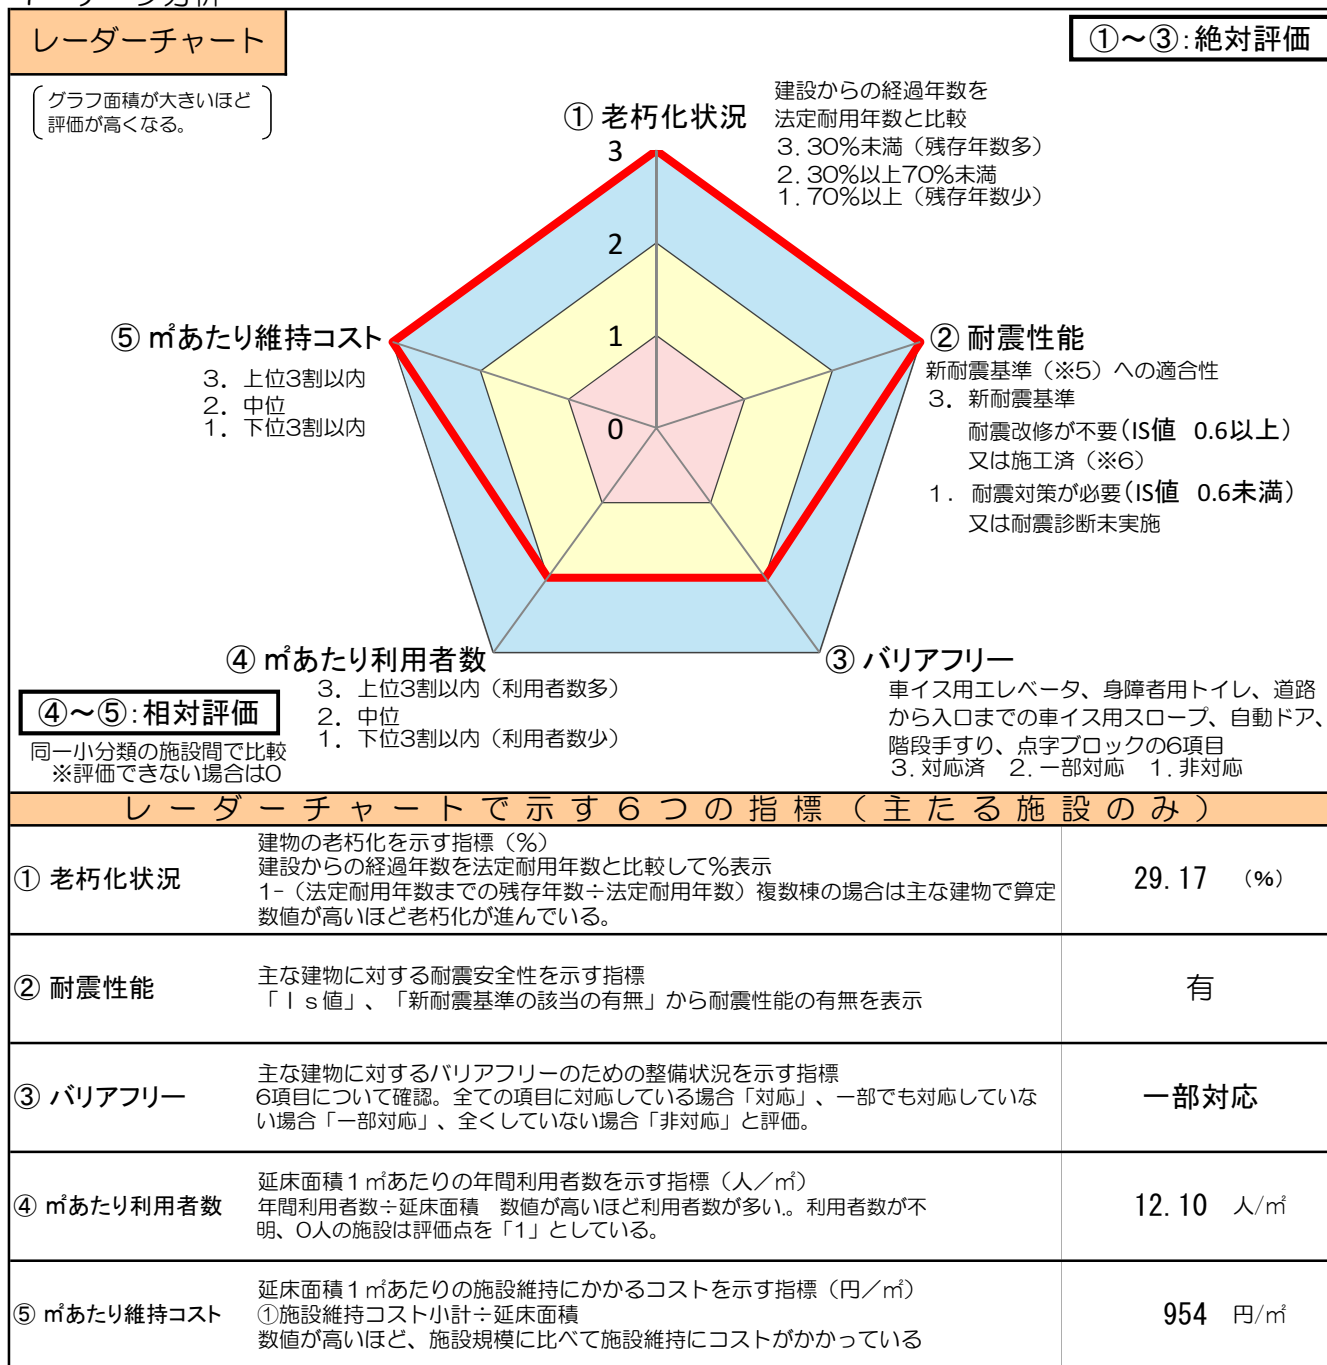 レーダーチャート
①～③:絶対評価
グラフ面積が大きいほど
評価が高くなる。
① 老朽化状況
建設からの経過年数を
法定耐用年数と比較
3. 30%未満（残存年数多）
2. 30%以上70%未満
1. 70%以上（残存年数少）
3
2
1
0
⑤ ㎡あたり維持コスト
3. 上位3割以内
2. 中位
1. 下位3割以内
② 耐震性能
新耐震基準（※5）への適合性
3. 新耐震基準
耐震改修が不要(IS値 0.6以上)
又は施工済（※6）
1. 耐震対策が必要(IS値 0.6未満)
又は耐震診断未実施
④ ㎡あたり利用者数
3. 上位3割以内（利用者数多）
2. 中位
1. 下位3割以内（利用者数少）
③ バリアフリー
車イス用エレベータ、身障者用トイレ、道路
から入口までの車イス用スロープ、自動ドア、
階段手すり、点字ブロックの6項目
3. 対応済 2. 一部対応 1. 非対応
④～⑤:相対評価
同一小分類の施設間で比較
※評価できない場合は0
レーダーチャートで示す6つの指標（主たる施設のみ）
① 老朽化状況
建物の老朽化を示す指標（%）
建設からの経過年数を法定耐用年数と比較して%表示
1-（法定耐用年数までの残存年数÷法定耐用年数）複数棟の場合は主な建物で算定
数値が高いほど老朽化が進んでいる。
29.17 (%)
② 耐震性能
主な建物に対する耐震安全性を示す指標
「Ｉｓ値」、「新耐震基準の該当の有無」から耐震性能の有無を表示
有
③ バリアフリー
主な建物に対するバリアフリーのための整備状況を示す指標
6項目について確認。全ての項目に対応している場合「対応」、一部でも対応していな
い場合「一部対応」、全くしていない場合「非対応」と評価。
一部対応
④ ㎡あたり利用者数
延床面積１㎡あたりの年間利用者数を示す指標（人／㎡）
年間利用者数÷延床面積　数値が高いほど利用者数が多い。利用者数が不
明、0人の施設は評価点を「1」としている。
12.10 人/㎡
⑤ ㎡あたり維持コスト
延床面積１㎡あたりの施設維持にかかるコストを示す指標（円／㎡）
①施設維持コスト小計÷延床面積
数値が高いほど、施設規模に比べて施設維持にコストがかかっている
954 円/㎡